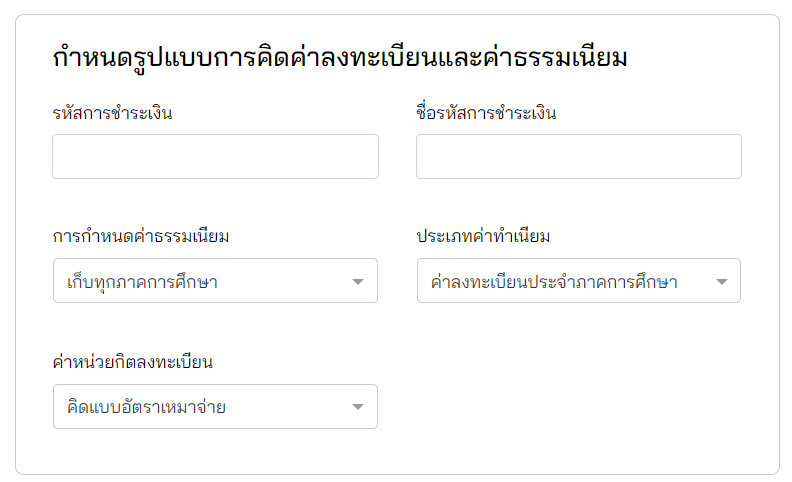 กำหนดรูปแบบการคิดค่าลงทะเบียนและค่าธรรมเนียม
รหัสการชำระเงิน
ชื่อรหัสการชำระเงิน
การกำหนดค่าธรรมเนียม
ประเภทค่าทำเนียม
เก็บทุกภาคการศึกษา
ค่าลงทะเบียนประจำภาคการศึกษา
ค่าหน่วยกิตลงทะเบียน
คิดแบบอัตราเหมาจ่าย